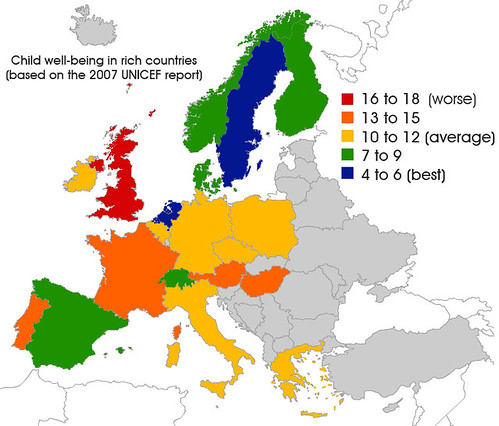 Child well-being in rich countries
(based on the 2007 UNICEF report)
16 to 18 (worse)
13 to 15
10 to 12 (average)
7 to 9
4 to 6 (best)